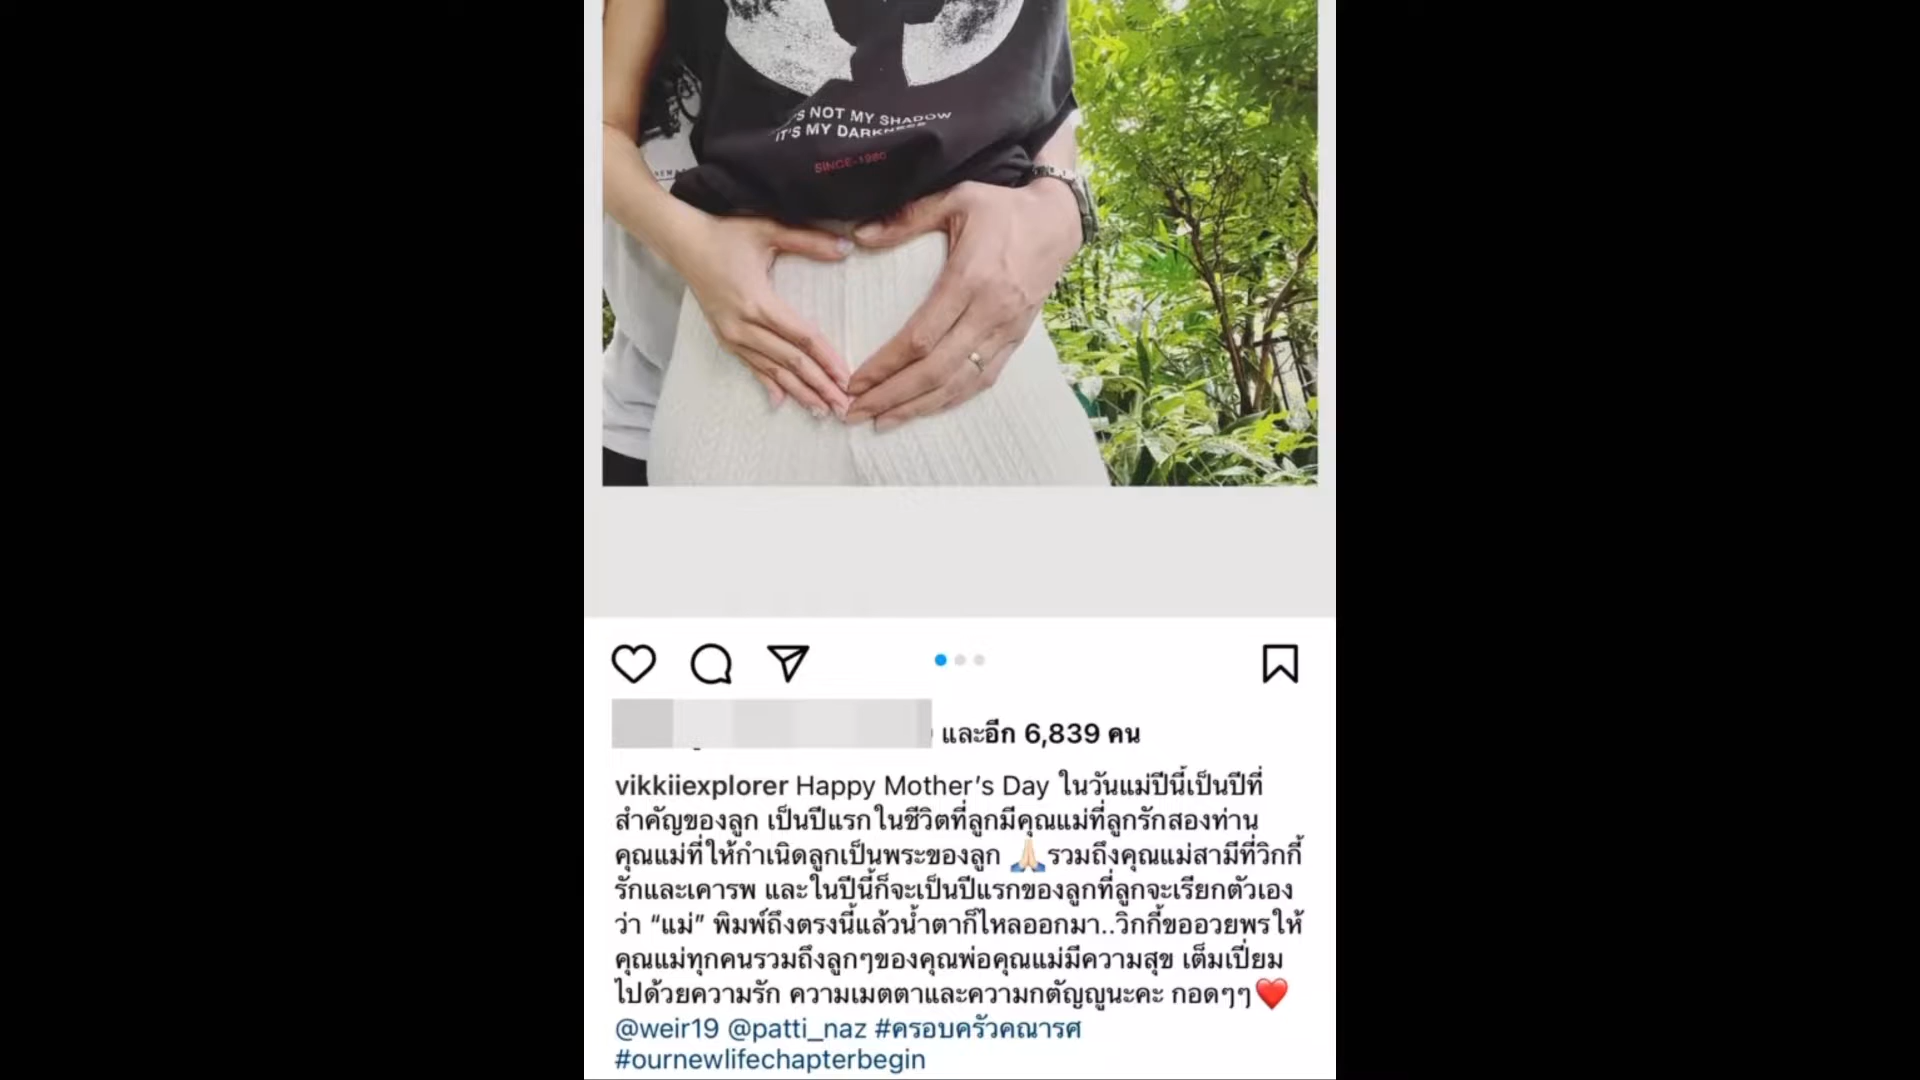 'S NOT MY SHADOW
IT'S MY DARKNESS
SINCE-1980
และอีก 6,839 คน
vikkiiexplorer Happy Mother's Day ในวันแม่ปีนี้เป็นปีที่
สำคัญของลูก เป็นปีแรกในชีวิตที่ลูกมีคุณแม่ที่ลูกรักสองท่าน
คุณแม่ที่ให้กำเนิดลูกเป็นพระของลูก 🙏🏻รวมถึงคุณแม่สามีที่วิกกี้
รักและเคารพ และในปีนี้ก็จะเป็นปีแรกของลูกที่ลูกจะเรียกตัวเอง
ว่า “แม่” พิมพ์ถึงตรงนี้แล้วน้ำตาก็ไหลออกมา..วิกกี้ขออวยพรให้
คุณแม่ทุกคนรวมถึงลูกๆของคุณพ่อคุณแม่มีความสุข เต็มเปี่ยม
ไปด้วยความรัก ความเมตตาและความกตัญญูนะคะ กอดๆๆ❤️
@weir19 @patti_naz #ครอบครัวคณารศ
#ournewlifechapterbegin